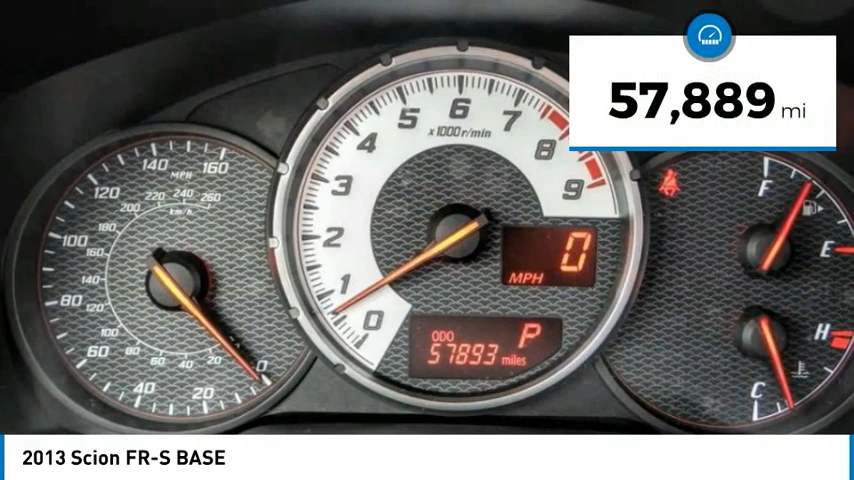 57,889 mi
140 160
MPH
120
220 240 260
200 km/h
180
100 160
140
80 120
100
60 80 60 40 20 0
40 20
5 6 7
x1000r/min
4 8
3 9
2
1
0
0
MPH
P
ODO
57893 miles
F
E
H
C
2013 Scion FR-S BASE